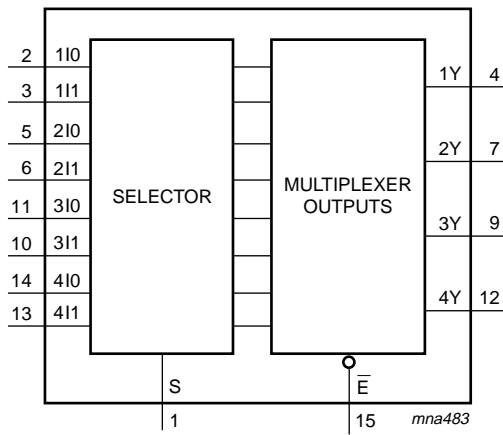 2 1I0
3 1I1
5 2I0
6 2I1
11 3I0
10 3I1
14 4I0
13 4I1
SELECTOR
MULTIPLEXER
OUTPUTS
1Y 4
2Y 7
3Y 9
4Y 12
S
1
E̅
15
mna483